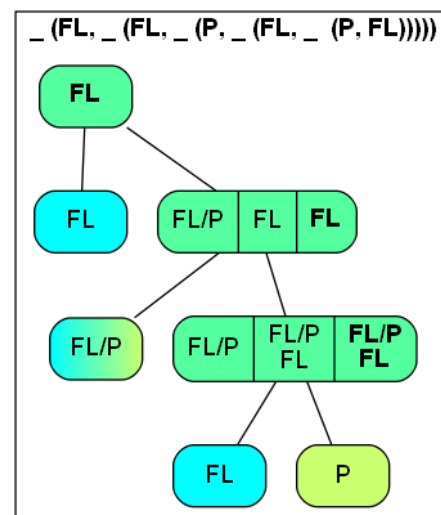 _ (FL, _ (FL, _ (P, _ (FL, _ (P, FL)))))
FL
FL
FL/P FL FL
FL/P
FL/P FL/P FL/P
FL FL
FL P